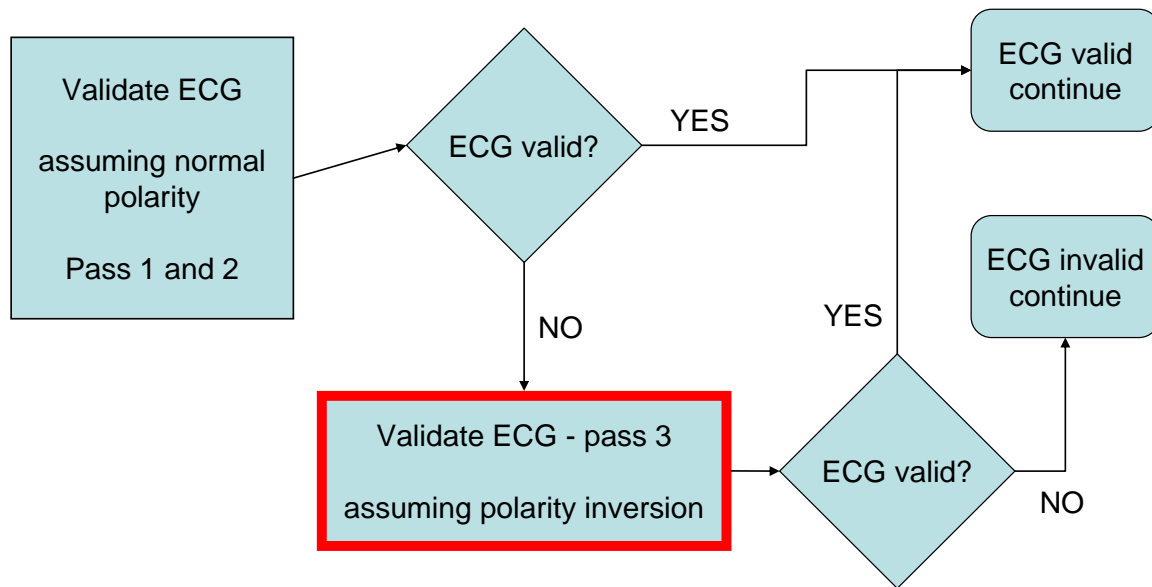 Validate ECG
assuming normal
polarity
Pass 1 and 2
ECG valid?
YES
ECG valid
continue
NO
Validate ECG - pass 3
assuming polarity inversion
ECG valid?
YES
NO
ECG invalid
continue